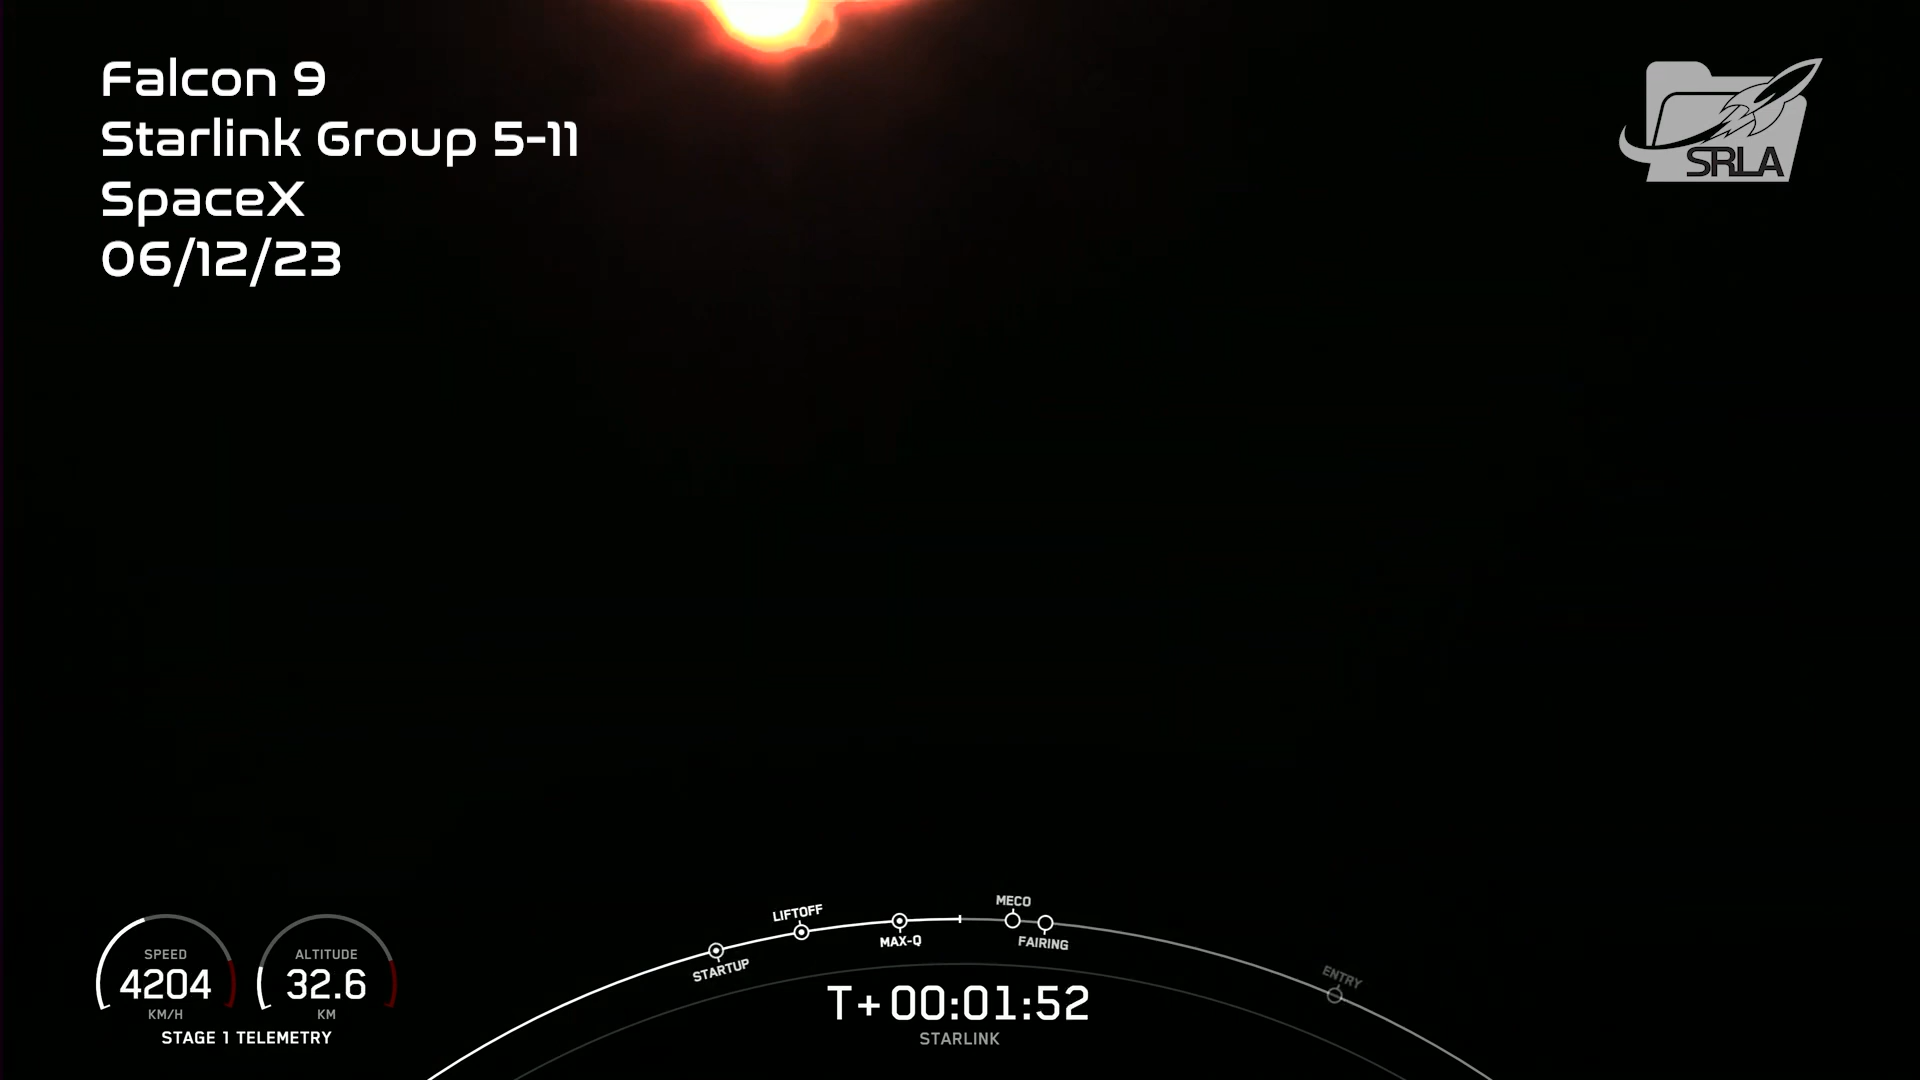 Falcon 9
Starlink Group 5-11
SpaceX
06/12/23
SRLA
STARTUP
LIFTOFF
MAX-Q
MECO
FAIRING
ENTRY
SPEED
4204
KM/H
ALTITUDE
32.6
KM
STAGE 1 TELEMETRY
T+00:01:52
STARLINK